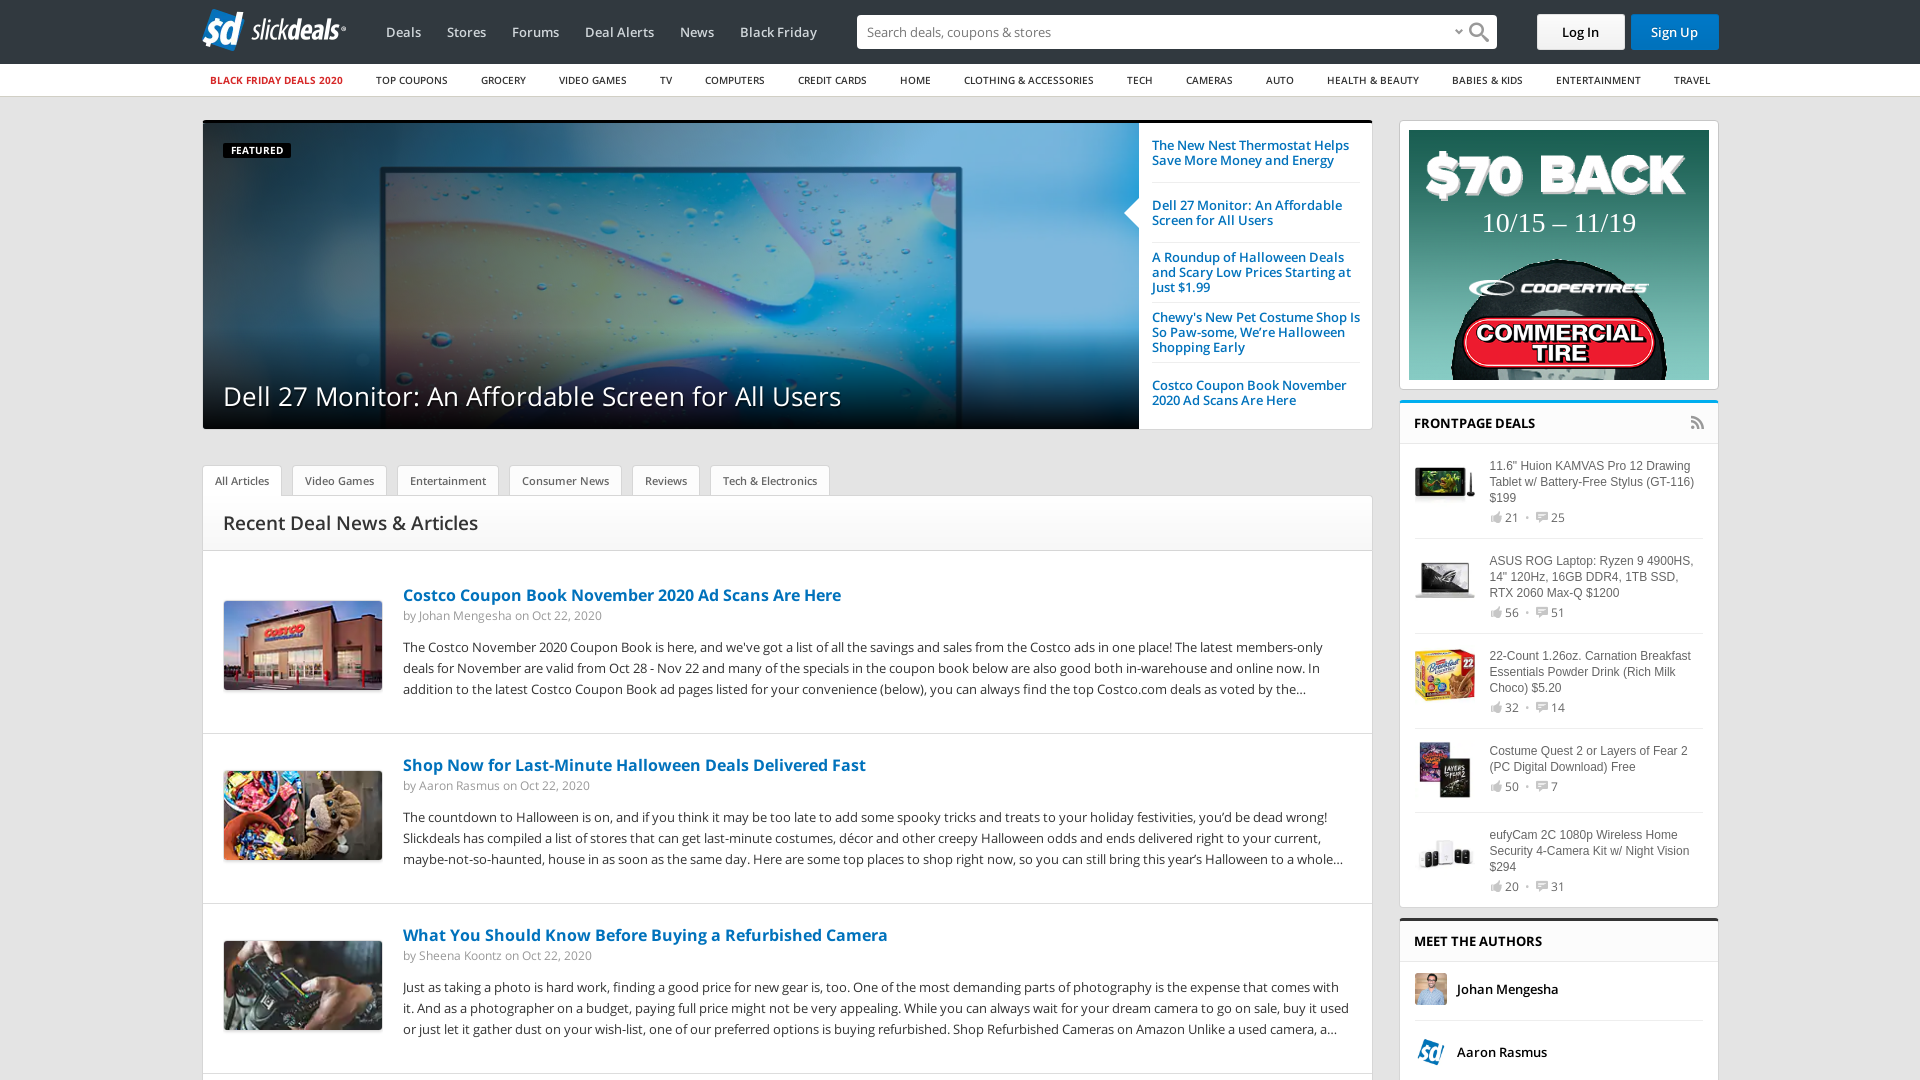 slickdeals
Deals
Stores
Forums
Deal Alerts
News
Black Friday
Search deals, coupons & stores
Log In
Sign Up
BLACK FRIDAY DEALS 2020
TOP COUPONS
GROCERY
VIDEO GAMES
TV
COMPUTERS
CREDIT CARDS
HOME
CLOTHING & ACCESSORIES
TECH
CAMERAS
AUTO
HEALTH & BEAUTY
BABIES & KIDS
ENTERTAINMENT
TRAVEL
FEATURED
Dell 27 Monitor: An Affordable Screen for All Users
The New Nest Thermostat Helps
Save More Money and Energy
Dell 27 Monitor: An Affordable
Screen for All Users
A Roundup of Halloween Deals
and Scary Low Prices Starting at
Just $1.99
Chewy's New Pet Costume Shop Is
So Paw-some, We’re Halloween
Shopping Early
Costco Coupon Book November
2020 Ad Scans Are Here
$70 BACK
10/15 – 11/19
COOPERTIRES
COMMERCIAL
TIRE
All Articles
Video Games
Entertainment
Consumer News
Reviews
Tech & Electronics
Recent Deal News & Articles
COSTCO
Costco Coupon Book November 2020 Ad Scans Are Here
by Johan Mengesha on Oct 22, 2020
The Costco November 2020 Coupon Book is here, and we've got a list of all the savings and sales from the Costco ads in one place! The latest members-only
deals for November are valid from Oct 28 - Nov 22 and many of the specials in the coupon book below are also good both in-warehouse and online now. In
addition to the latest Costco Coupon Book ad pages listed for your convenience (below), you can always find the top Costco.com deals as voted by the…
Shop Now for Last-Minute Halloween Deals Delivered Fast
by Aaron Rasmus on Oct 22, 2020
The countdown to Halloween is on, and if you think it may be too late to add some spooky tricks and treats to your holiday festivities, you’d be dead wrong!
Slickdeals has compiled a list of stores that can get last-minute costumes, décor and other creepy Halloween odds and ends delivered right to your current,
maybe-not-so-haunted, house in as soon as the same day. Here are some top places to shop right now, so you can still bring this year’s Halloween to a whole…
What You Should Know Before Buying a Refurbished Camera
by Sheena Koontz on Oct 22, 2020
Just as taking a photo is hard work, finding a good price for new gear is, too. One of the most demanding parts of photography is the expense that comes with
it. And as a photographer on a budget, paying full price might not be very appealing. While you can always wait for your dream camera to go on sale, buy it used
or just let it gather dust on your wish-list, one of our preferred options is buying refurbished. Shop Refurbished Cameras on Amazon Unlike a used camera, a…
FRONTPAGE DEALS
11.6" Huion KAMVAS Pro 12 Drawing
Tablet w/ Battery-Free Stylus (GT-116)
$199
21 • 25
ASUS ROG Laptop: Ryzen 9 4900HS,
14" 120Hz, 16GB DDR4, 1TB SSD,
RTX 2060 Max-Q $1200
56 • 51
22-Count 1.26oz. Carnation Breakfast
Essentials Powder Drink (Rich Milk
Choco) $5.20
32 • 14
Costume Quest 2 or Layers of Fear 2
(PC Digital Download) Free
50 • 7
eufyCam 2C 1080p Wireless Home
Security 4-Camera Kit w/ Night Vision
$294
20 • 31
MEET THE AUTHORS
Johan Mengesha
Aaron Rasmus